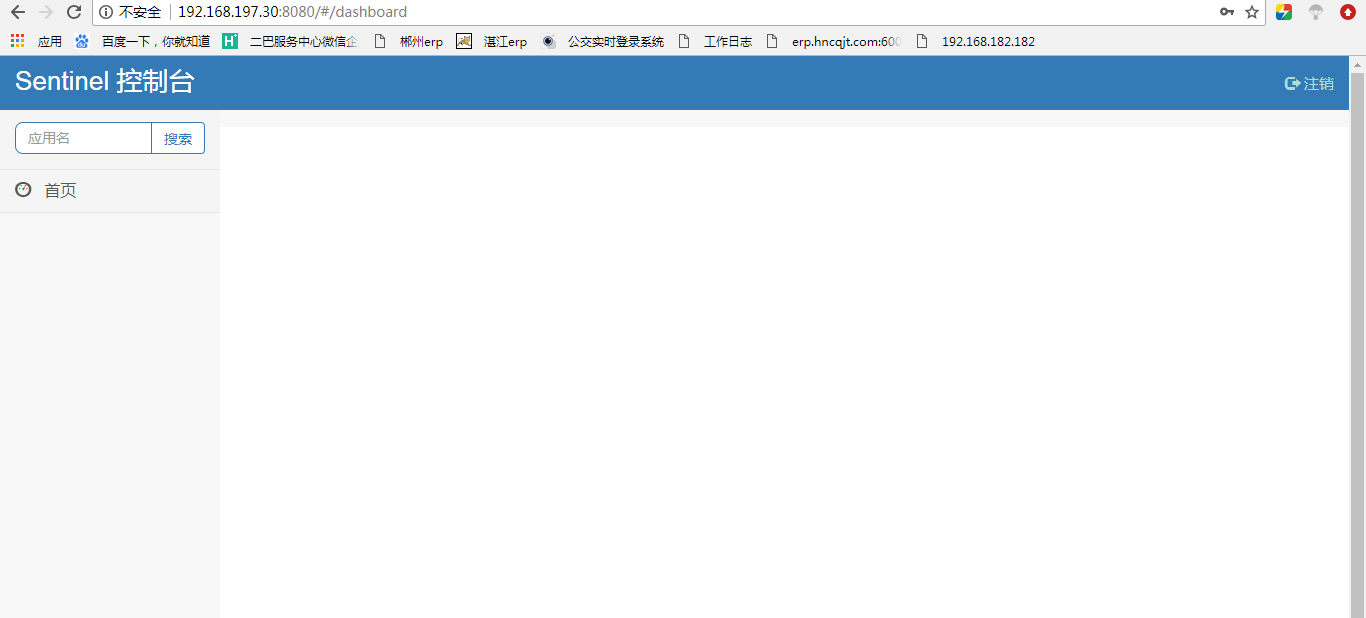 不安全 192.168.197.30:8080/#/dashboard
应用 百度一下，你就知道 二巴服务中心微信企 郴州erp 湛江erp 公交实时登录系统 工作日志 erp.hncqjt.com:600 192.168.182.182
Sentinel 控制台 注销
应用名 搜索
首页